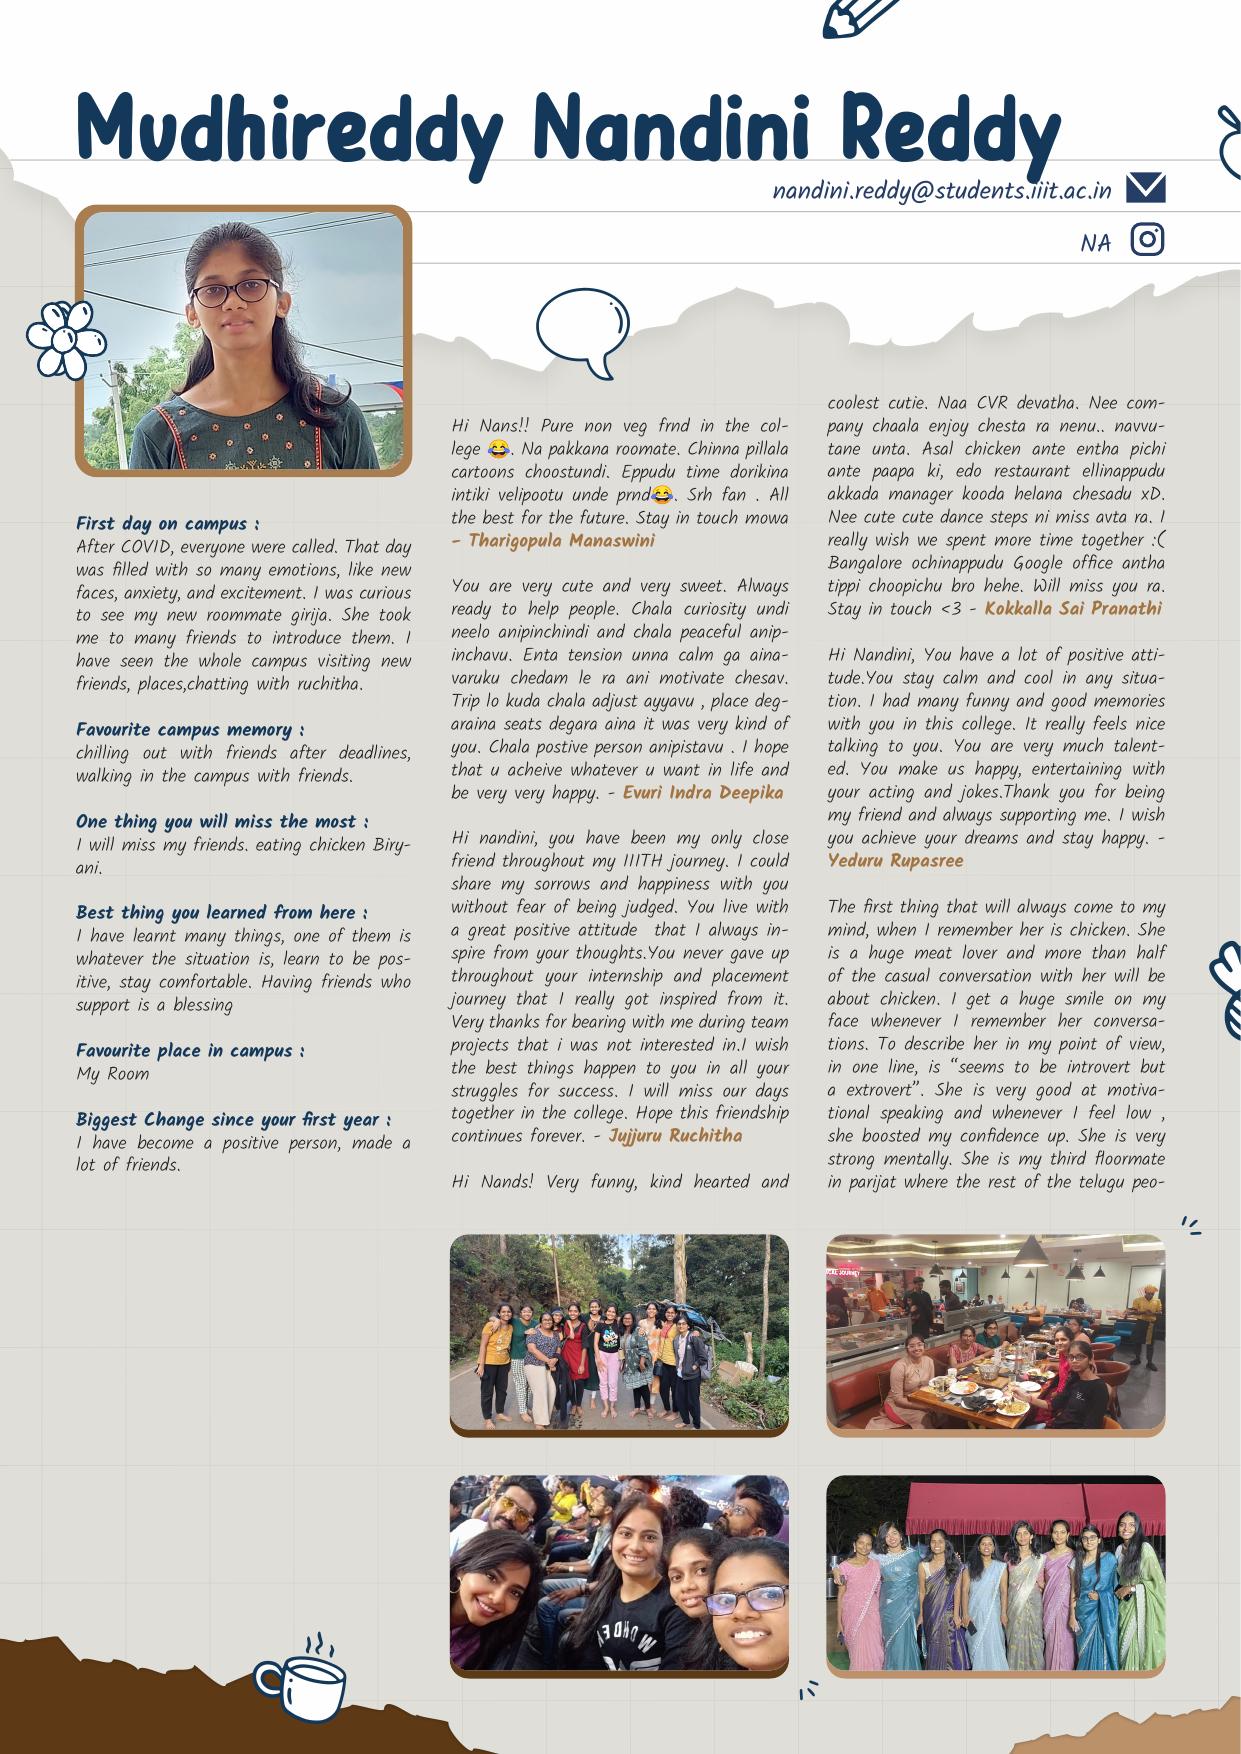 Mudhireddy Nandini Reddy
nandini.reddy@students.iiit.ac.in
NA
First day on campus :
After COVID, everyone were called. That day
was filled with so many emotions, like new
faces, anxiety, and excitement. I was curious
to see my new roommate girija. She took
me to many friends to introduce them. I
have seen the whole campus visiting new
friends, places,chatting with ruchitha.
Favourite campus memory :
chilling out with friends after deadlines,
walking in the campus with friends.
One thing you will miss the most :
I will miss my friends. eating chicken Biry-
ani.
Best thing you learned from here :
I have learnt many things, one of them is
whatever the situation is, learn to be pos-
itive, stay comfortable. Having friends who
support is a blessing
Favourite place in campus :
My Room
Biggest Change since your first year :
I have become a positive person, made a
lot of friends.
Hi Nans!! Pure non veg frnd in the col-
lege 😂. Na pakkana roomate. Chinna pillala
cartoons choostundi. Eppudu time dorikina
intiki velipootu unde prnd😂. Srh fan . All
the best for the future. Stay in touch mowa
- Tharigopula Manaswini
You are very cute and very sweet. Always
ready to help people. Chala curiosity undi
neelo anipinchindi and chala peaceful anip-
inchavu. Enta tension unna calm ga aina-
varuku chedam le ra ani motivate chesav.
Trip lo kuda chala adjust ayyavu , place deg-
araina seats degara aina it was very kind of
you. Chala postive person anipistavu . I hope
that u acheive whatever u want in life and
be very very happy. - Evuri Indra Deepika
Hi nandini, you have been my only close
friend throughout my IIITH journey. I could
share my sorrows and happiness with you
without fear of being judged. You live with
a great positive attitude that I always in-
spire from your thoughts.You never gave up
throughout your internship and placement
journey that I really got inspired from it.
Very thanks for bearing with me during team
projects that i was not interested in.I wish
the best things happen to you in all your
struggles for success. I will miss our days
together in the college. Hope this friendship
continues forever. - Jujjuru Ruchitha
Hi Nands! Very funny, kind hearted and
coolest cutie. Naa CVR devatha. Nee com-
pany chaala enjoy chesta ra nenu.. navvu-
tane unta. Asal chicken ante entha pichi
ante paapa ki, edo restaurant ellinappudu
akkada manager kooda helana chesadu xD.
Nee cute cute dance steps ni miss avta ra. I
really wish we spent more time together :(
Bangalore ochinappudu Google office antha
tippi choopichu bro hehe. Will miss you ra.
Stay in touch <3 - Kokkalla Sai Pranathi
Hi Nandini, You have a lot of positive atti-
tude.You stay calm and cool in any situa-
tion. I had many funny and good memories
with you in this college. It really feels nice
talking to you. You are very much talent-
ed. You make us happy, entertaining with
your acting and jokes.Thank you for being
my friend and always supporting me. I wish
you achieve your dreams and stay happy. -
Yeduru Rupasree
The first thing that will always come to my
mind, when I remember her is chicken. She
is a huge meat lover and more than half
of the casual conversation with her will be
about chicken. I get a huge smile on my
face whenever I remember her conversa-
tions. To describe her in my point of view,
in one line, is “seems to be introvert but
a extrovert”. She is very good at motiva-
tional speaking and whenever I feel low ,
she boosted my confidence up. She is very
strong mentally. She is my third floormate
in parijat where the rest of the telugu peo-